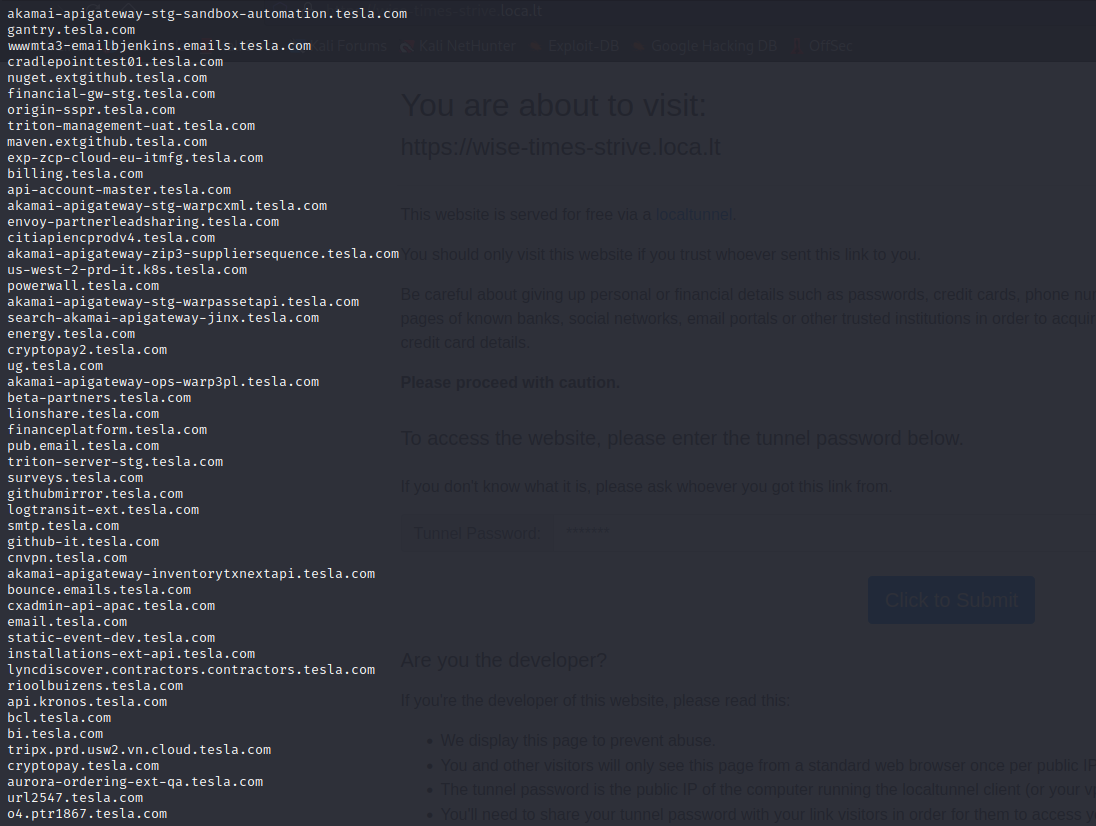 akamai-apigateway-stg-sandbox-automation.tesla.com
times-strive.loca.lt
gantry.tesla.com
wwwmta3-emailbjenkins.emails.tesla.com
Kali Forums Kali NetHunter Exploit-DB Google Hacking DB OffSec
cradlepointtest01.tesla.com
nuget.extgithub.tesla.com
financial-gw-stg.tesla.com
origin-sspr.tesla.com
triton-management-uat.tesla.com
maven.extgithub.tesla.com
exp-zcp-cloud-eu-itmfg.tesla.com
billing.tesla.com
api-account-master.tesla.com
akamai-apigateway-stg-warpcxml.tesla.com
envoy-partnerleadsharing.tesla.com
citiapiencprodv4.tesla.com
akamai-apigateway-zip3-suppliersequence.tesla.com
us-west-2-prd-it.k8s.tesla.com
powerwall.tesla.com
akamai-apigateway-stg-warpassetapi.tesla.com
search-akamai-apigateway-jinx.tesla.com
energy.tesla.com
cryptopay2.tesla.com
ug.tesla.com
akamai-apigateway-ops-warp3pl.tesla.com
beta-partners.tesla.com
lionshare.tesla.com
financeplatform.tesla.com
pub.email.tesla.com
triton-server-stg.tesla.com
surveys.tesla.com
githubmirror.tesla.com
logtransit-ext.tesla.com
smtp.tesla.com
github-it.tesla.com
cnvpn.tesla.com
akamai-apigateway-inventorytxnextapi.tesla.com
bounce.emails.tesla.com
cxadmin-api-apac.tesla.com
email.tesla.com
static-event-dev.tesla.com
installations-ext-api.tesla.com
lyncdiscover.contractors.contractors.tesla.com
rioolbuizens.tesla.com
api.kronos.tesla.com
bcl.tesla.com
bi.tesla.com
tripx.prd.usw2.vn.cloud.tesla.com
cryptopay.tesla.com
aurora-ordering-ext-qa.tesla.com
url2547.tesla.com
o4.ptr1867.tesla.com
You are about to visit:
https://wise-times-strive.loca.lt
This website is served for free via a localtunnel.
You should only visit this website if you trust whoever sent this link to you.
Be careful about giving up personal or financial details such as passwords, credit cards, phone
pages of known banks, social networks, email portals or other trusted institutions in order to
credit card details.
Please proceed with caution.
To access the website, please enter the tunnel password below.
If you don't know what it is, please ask whoever you got this link from
Tunnel Password
Click to Submit
Are you the developer?
If you're the developer of this website, please read this:
• We display this page to prevent abuse.
• You and other visitors will only see this page from a standard web browser once per public IP
• The tunnel password is the public IP of the computer running the localtunnel client (or your
• You'll need to share your tunnel password with your link visitors in order for them to access